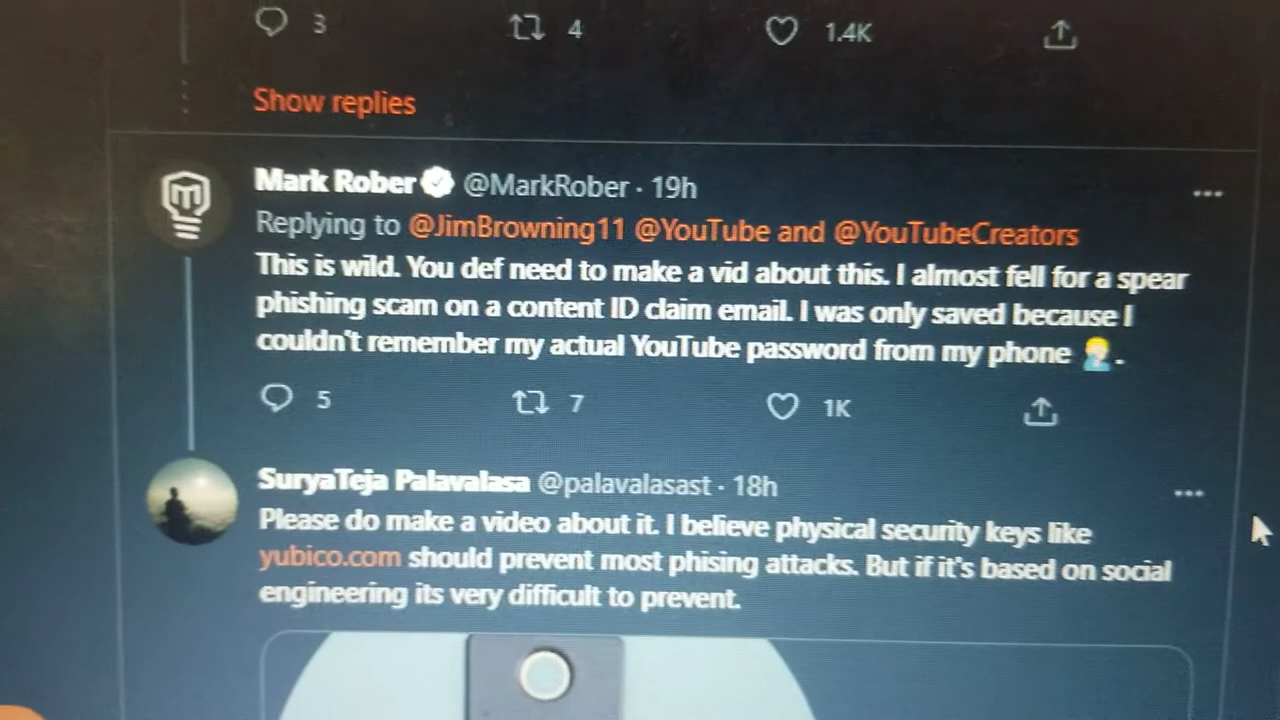 3 4 1.4K
Show replies
Mark Rober @MarkRober · 19h
Replying to @JimBrowning11 @YouTube and @YouTubeCreators
This is wild. You def need to make a vid about this. I almost fell for a spear
phishing scam on a content ID claim email. I was only saved because I
couldn't remember my actual YouTube password from my phone 🤦‍♂️.
5 7 1K
SuryaTeja Palavalasa @palavalasast · 18h
Please do make a video about it. I believe physical security keys like
yubico.com should prevent most phising attacks. But if it's based on social
engineering its very difficult to prevent.